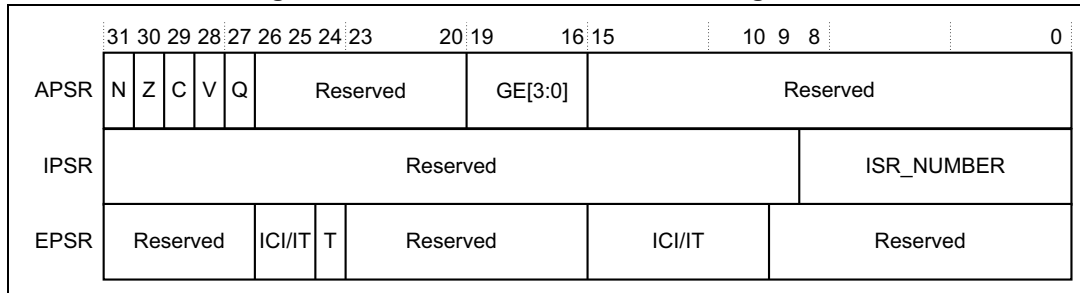 31 30 29 28 27 26 25 24 23 20 19 16 15 10 9 8 0
APSR N Z C V Q Reserved GE[3:0] Reserved
IPSR Reserved ISR_NUMBER
EPSR Reserved ICI/IT T Reserved ICI/IT Reserved